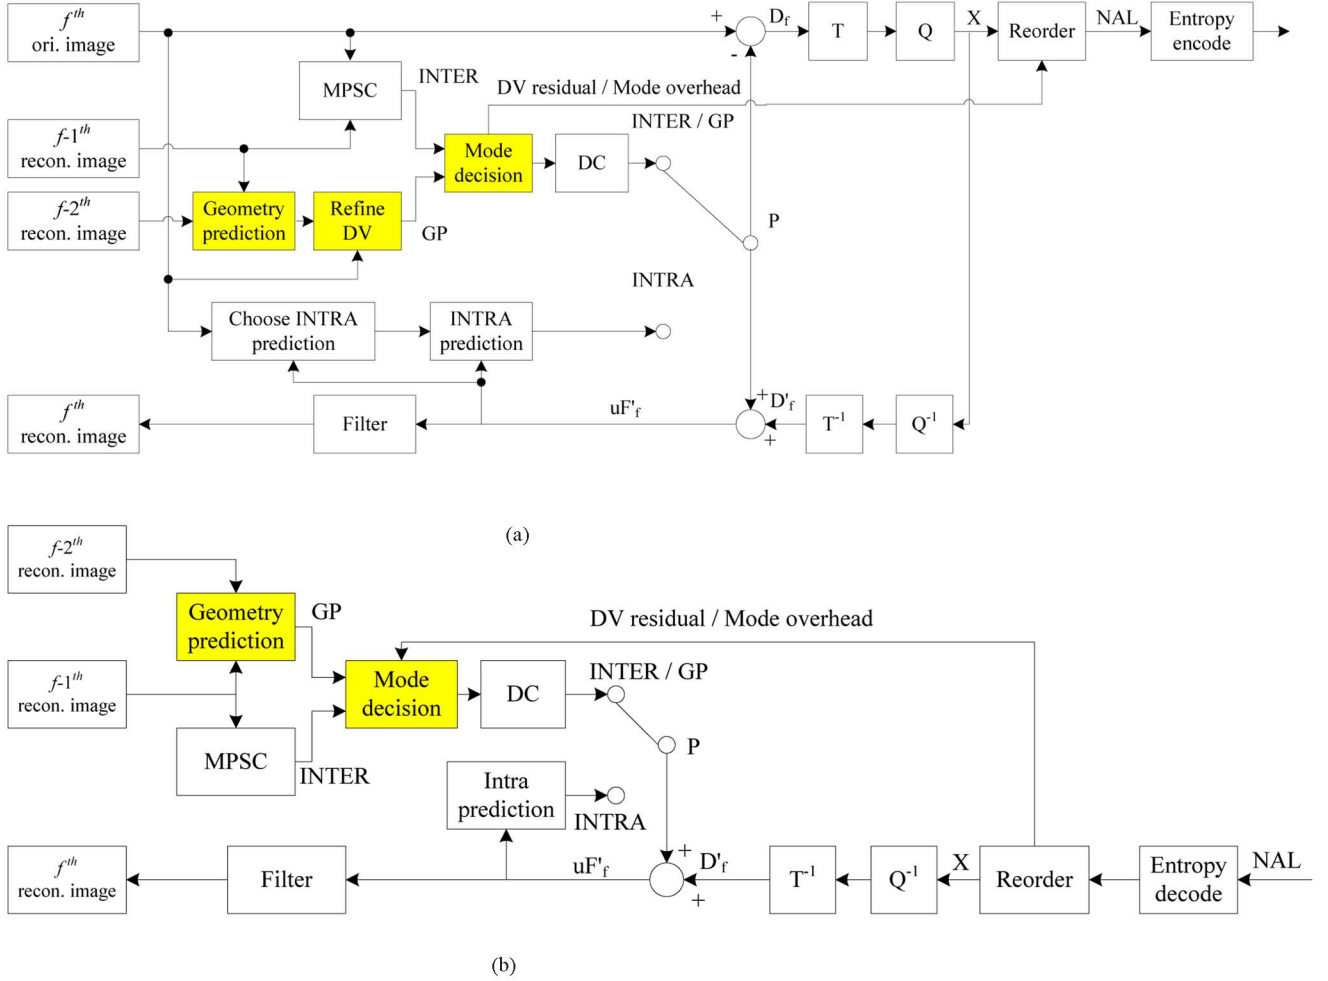 f th
ori. image
+
-
D_f
T
Q
X
Reorder
NAL
Entropy
encode
MPSC
INTER
DV residual / Mode overhead
f-1 th
recon. image
INTER / GP
Mode
decision
DC
f-2 th
recon. image
Geometry
prediction
Refine
DV
GP
P
INTRA
Choose INTRA
prediction
INTRA
prediction
f th
recon. image
Filter
uF'_f
+
D'_f
+
T-1
Q-1
(a)
f-2 th
recon. image
Geometry
prediction
GP
DV residual / Mode overhead
f-1 th
recon. image
Mode
decision
DC
INTER / GP
MPSC
INTER
P
Intra
prediction
INTRA
f th
recon. image
Filter
uF'_f
+
D'_f
+
T-1
Q-1
X
Reorder
Entropy
decode
NAL
(b)